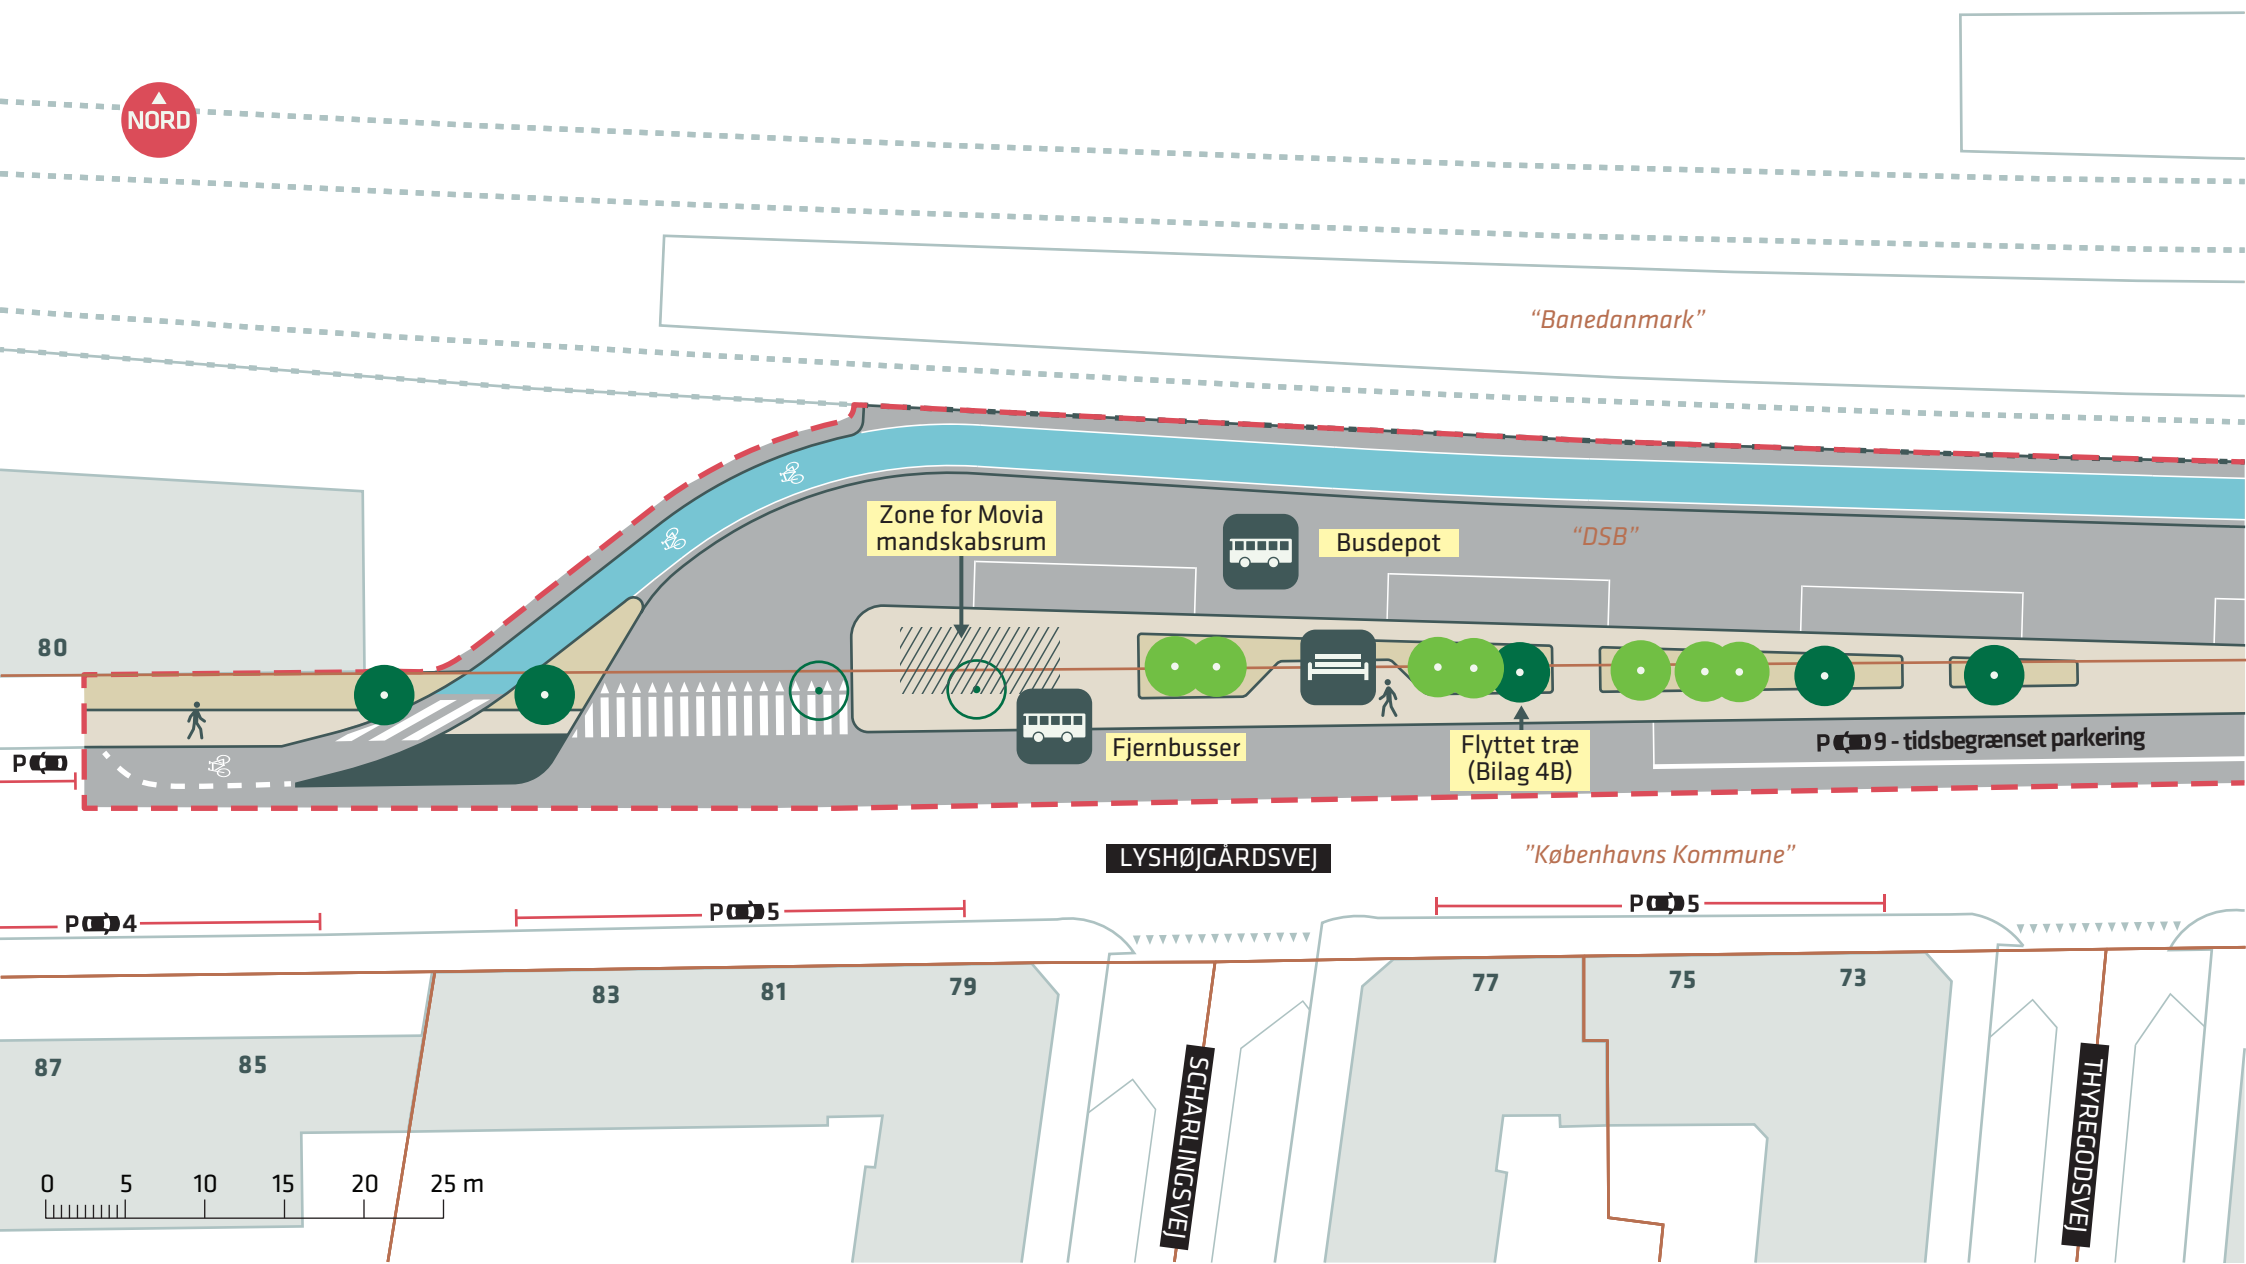 NORD
“Banedanmark”
Zone for Movia
mandskabsrum
Busdepot
“DSB”
80
P
Fjernbusser
Flyttet træ
(Bilag 4B)
P 9 - tidsbegrænset parkering
LYSHØJGÅRDSVEJ
”Københavns Kommune”
P 4
P 5
P 5
83
81
79
77
75
73
87
85
SCHARLINGSVEJ
THYREGODSVEJ
0 5 10 15 20 25 m